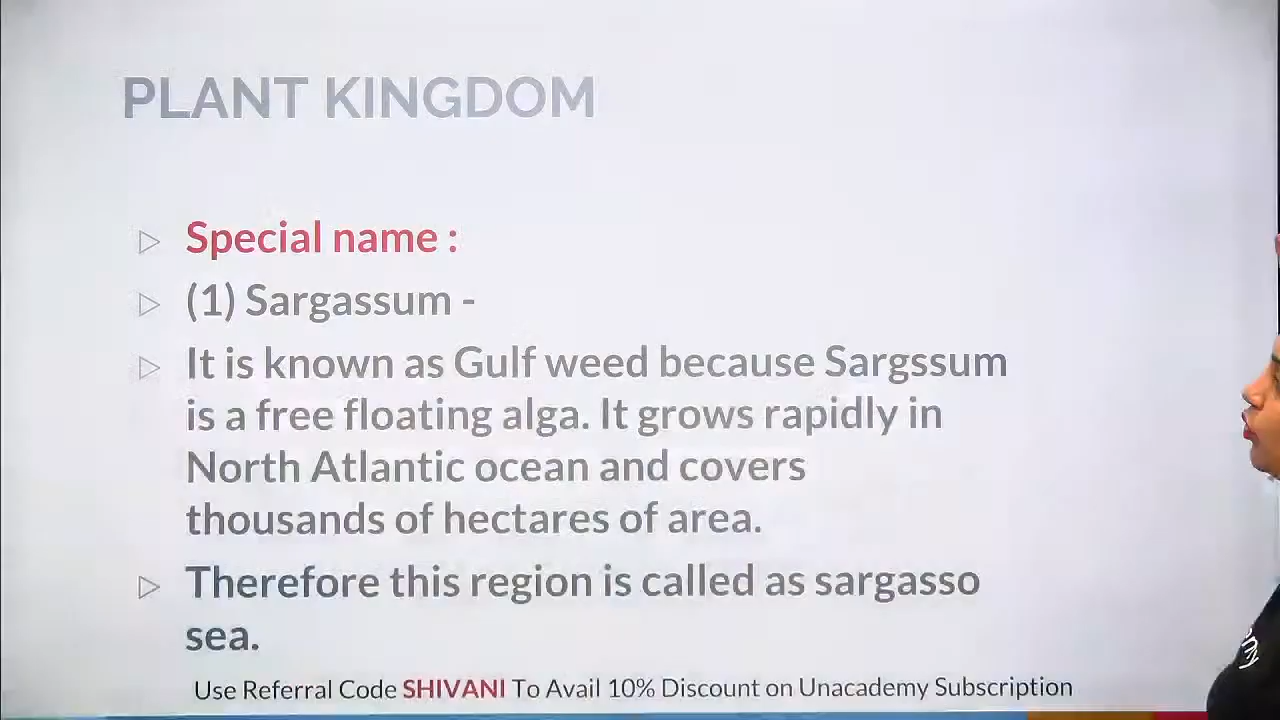 PLANT KINGDOM
Special name :
(1) Sargassum -
It is known as Gulf weed because Sargssum
is a free floating alga. It grows rapidly in
North Atlantic ocean and covers
thousands of hectares of area.
Therefore this region is called as sargasso
sea.
Use Referral Code SHIVANI To Avail 10% Discount on Unacademy Subscription